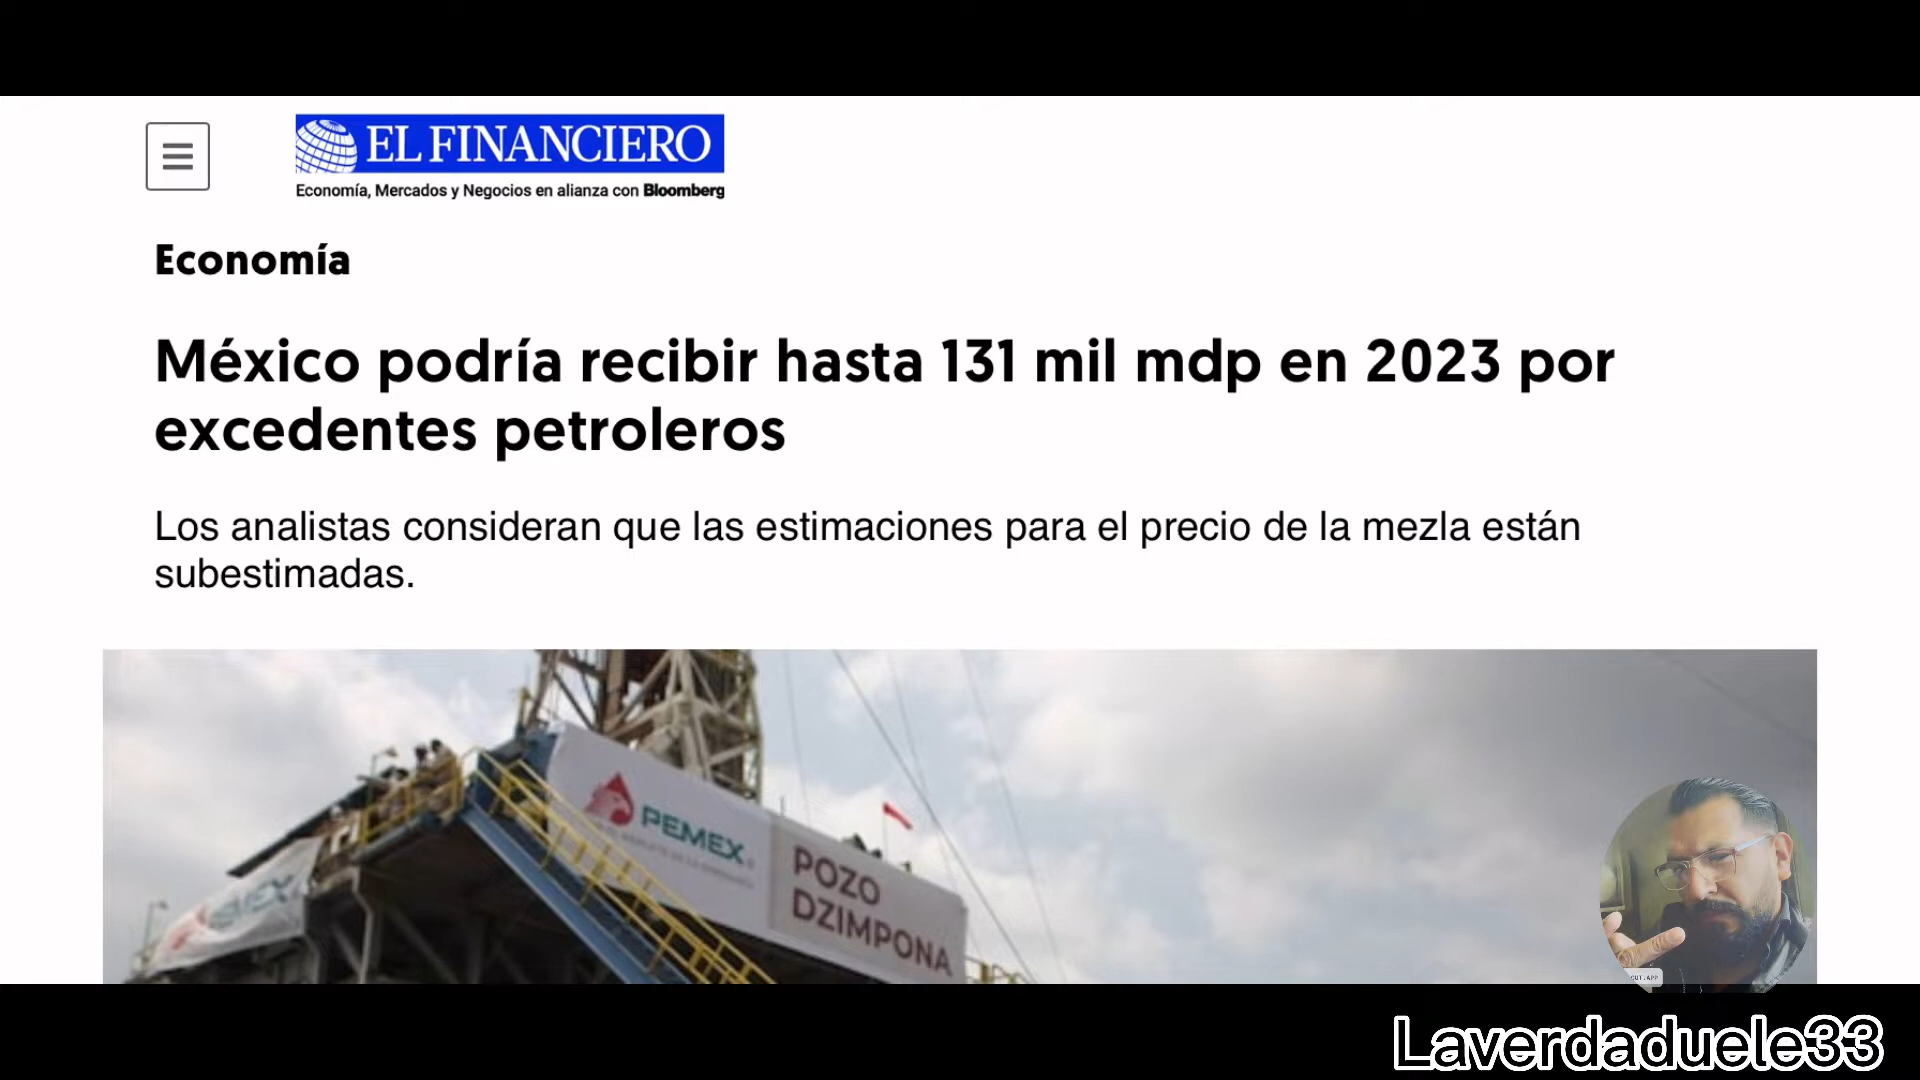 EL FINANCIERO
Economía, Mercados y Negocios en alianza con Bloomberg
Economía
México podría recibir hasta 131 mil mdp en 2023 por
excedentes petroleros
Los analistas consideran que las estimaciones para el precio de la mezla están
subestimadas.
PEMEX
POZO
DZIMPONA
PEMEX
Laverdaduele33